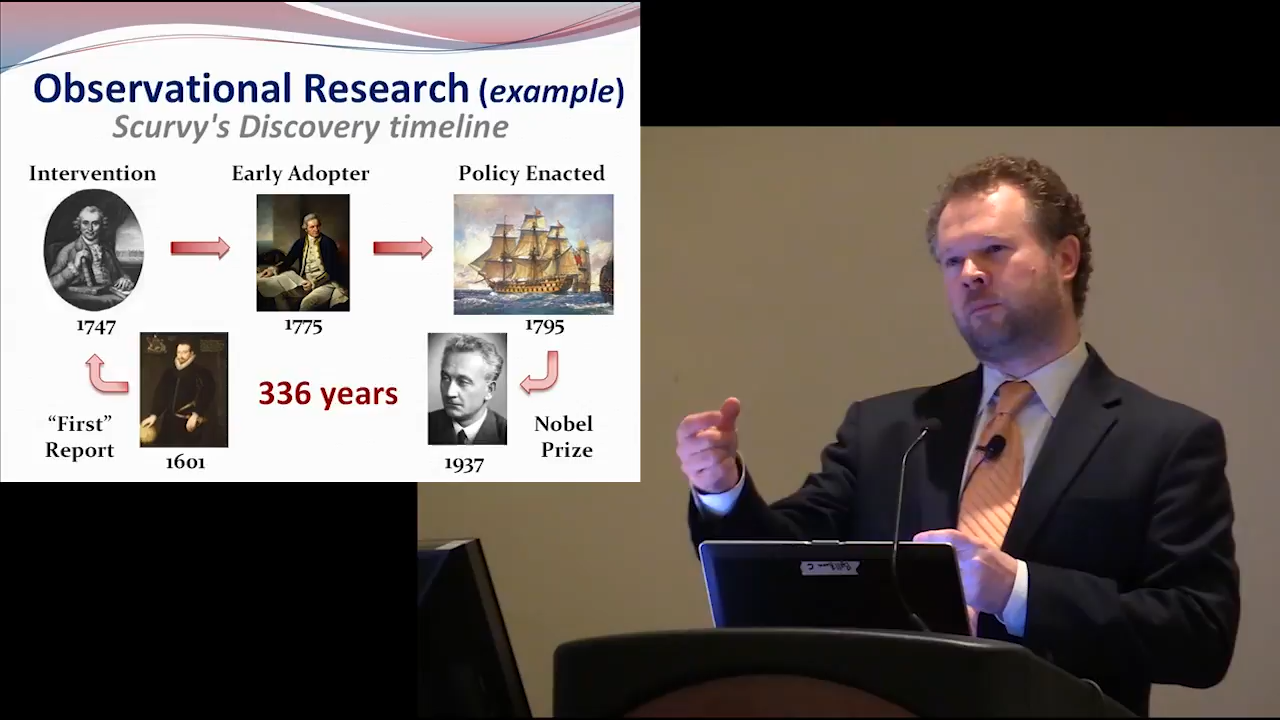 Observational Research (example)
Scurvy's Discovery timeline
Intervention
Early Adopter
Policy Enacted
1747
1775
1795
336 years
“First”
Report
1601
1937
Nobel
Prize